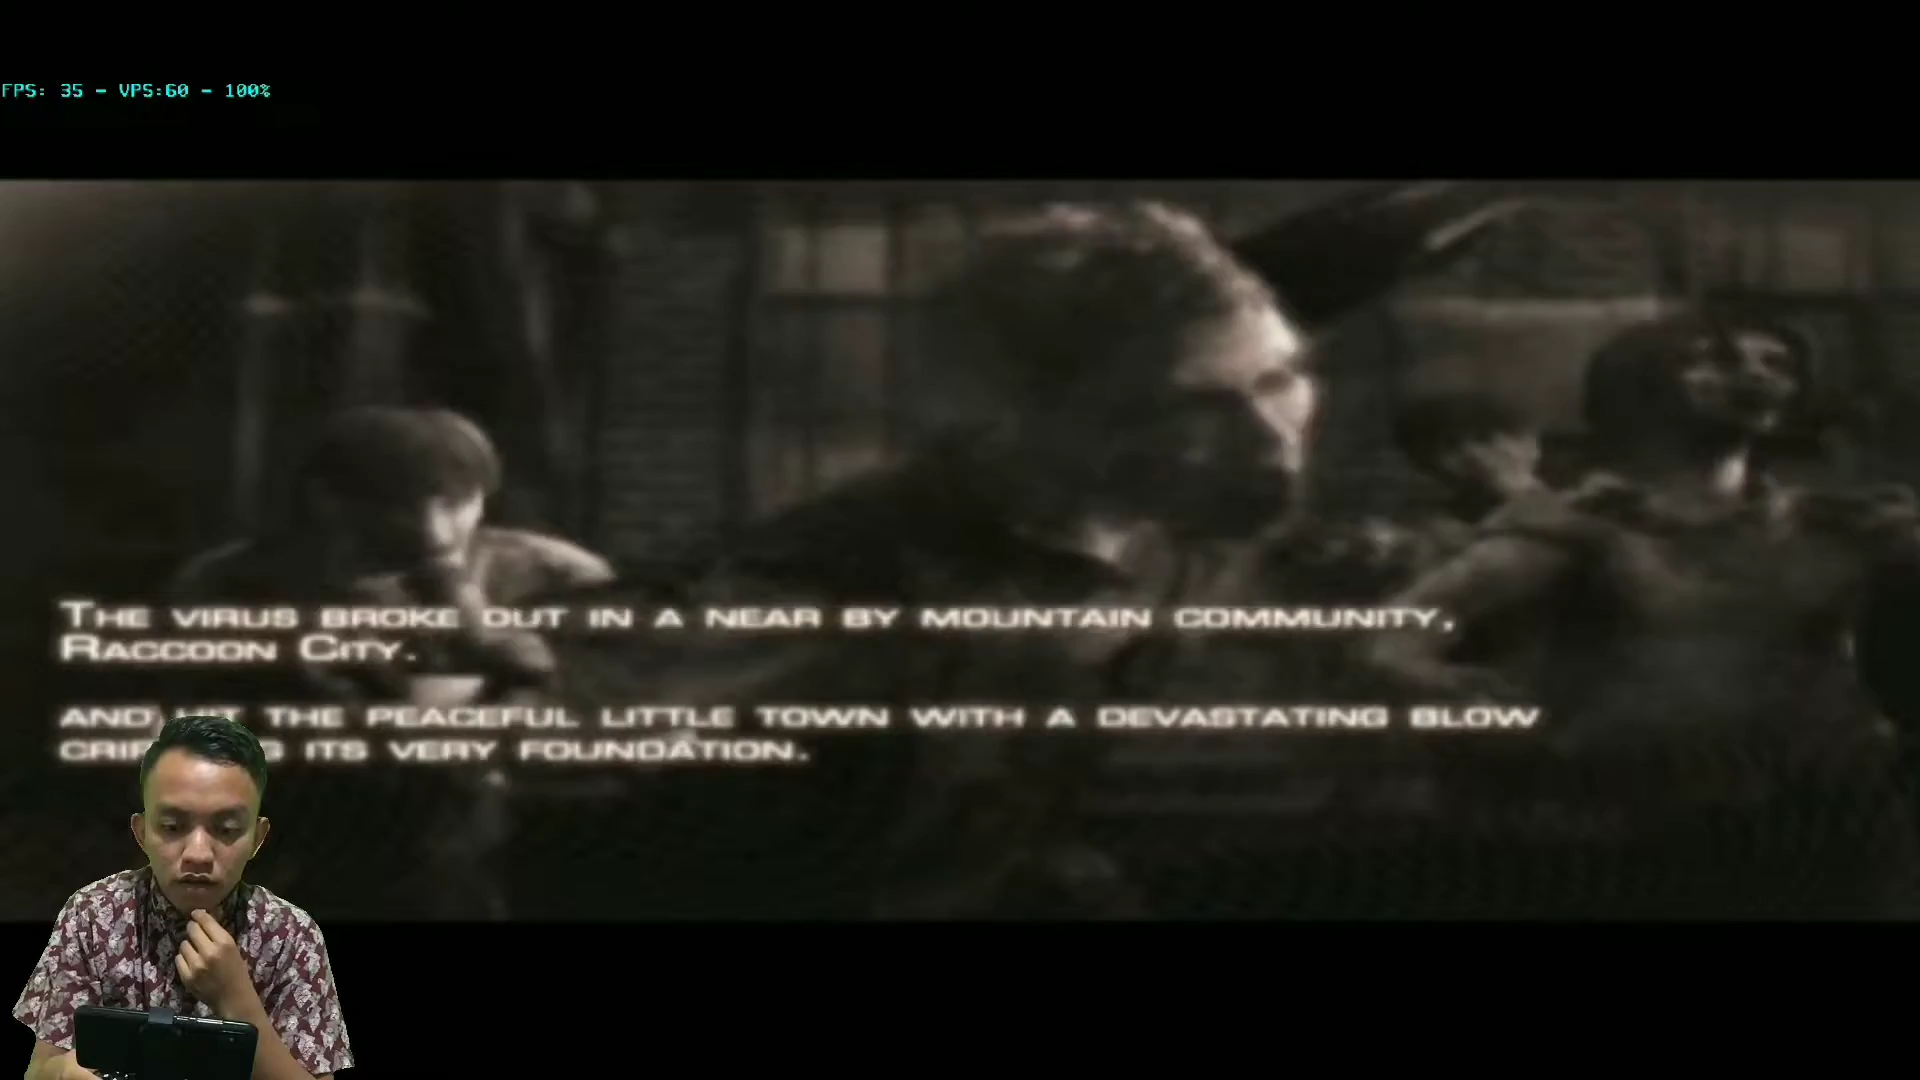 FPS: 35 - VPS:60 - 100%
The virus broke out in a near by mountain community,
Raccoon City.
and hit the peaceful little town with a devastating blow
its very foundation.